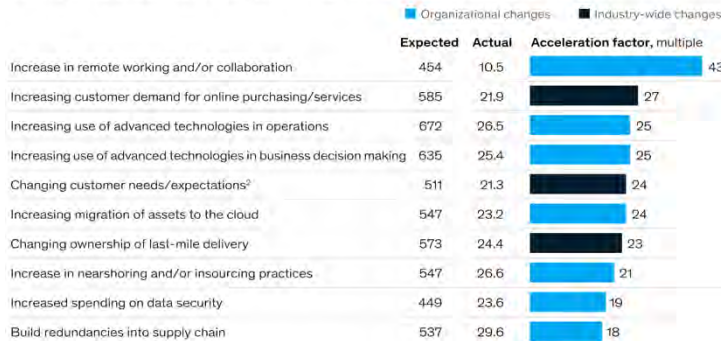 Organizational changes Industry-wide changes
Expected Actual Acceleration factor, multiple
Increase in remote working and/or collaboration 454 10.5 43
Increasing customer demand for online purchasing/services 585 21.9 27
Increasing use of advanced technologies in operations 672 26.5 25
Increasing use of advanced technologies in business decision making 635 25.4 25
Changing customer needs/expectations² 511 21.3 24
Increasing migration of assets to the cloud 547 23.2 24
Changing ownership of last-mile delivery 573 24.4 23
Increase in nearshoring and/or insourcing practices 547 26.6 21
Increased spending on data security 449 23.6 19
Build redundancies into supply chain 537 29.6 18